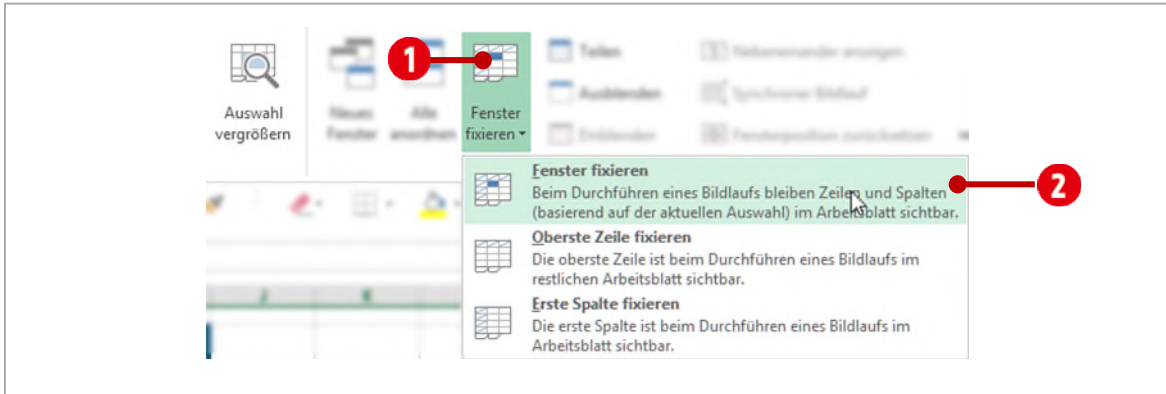 1
Teilen
Nebeneinander anzeigen
Ausblenden
Synchroner Bildlauf
Auswahl
vergrößern
Neues
Fenster
Alle
anordnen
Fenster
fixieren
Einblenden
Fensterposition zurücksetzen
Fenster fixieren
Beim Durchführen eines Bildlaufs bleiben Zeilen und Spalten
(basierend auf der aktuellen Auswahl) im Arbeitsblatt sichtbar.
2
Oberste Zeile fixieren
Die oberste Zeile ist beim Durchführen eines Bildlaufs im
restlichen Arbeitsblatt sichtbar.
J K
Erste Spalte fixieren
Die erste Spalte ist beim Durchführen eines Bildlaufs im
Arbeitsblatt sichtbar.